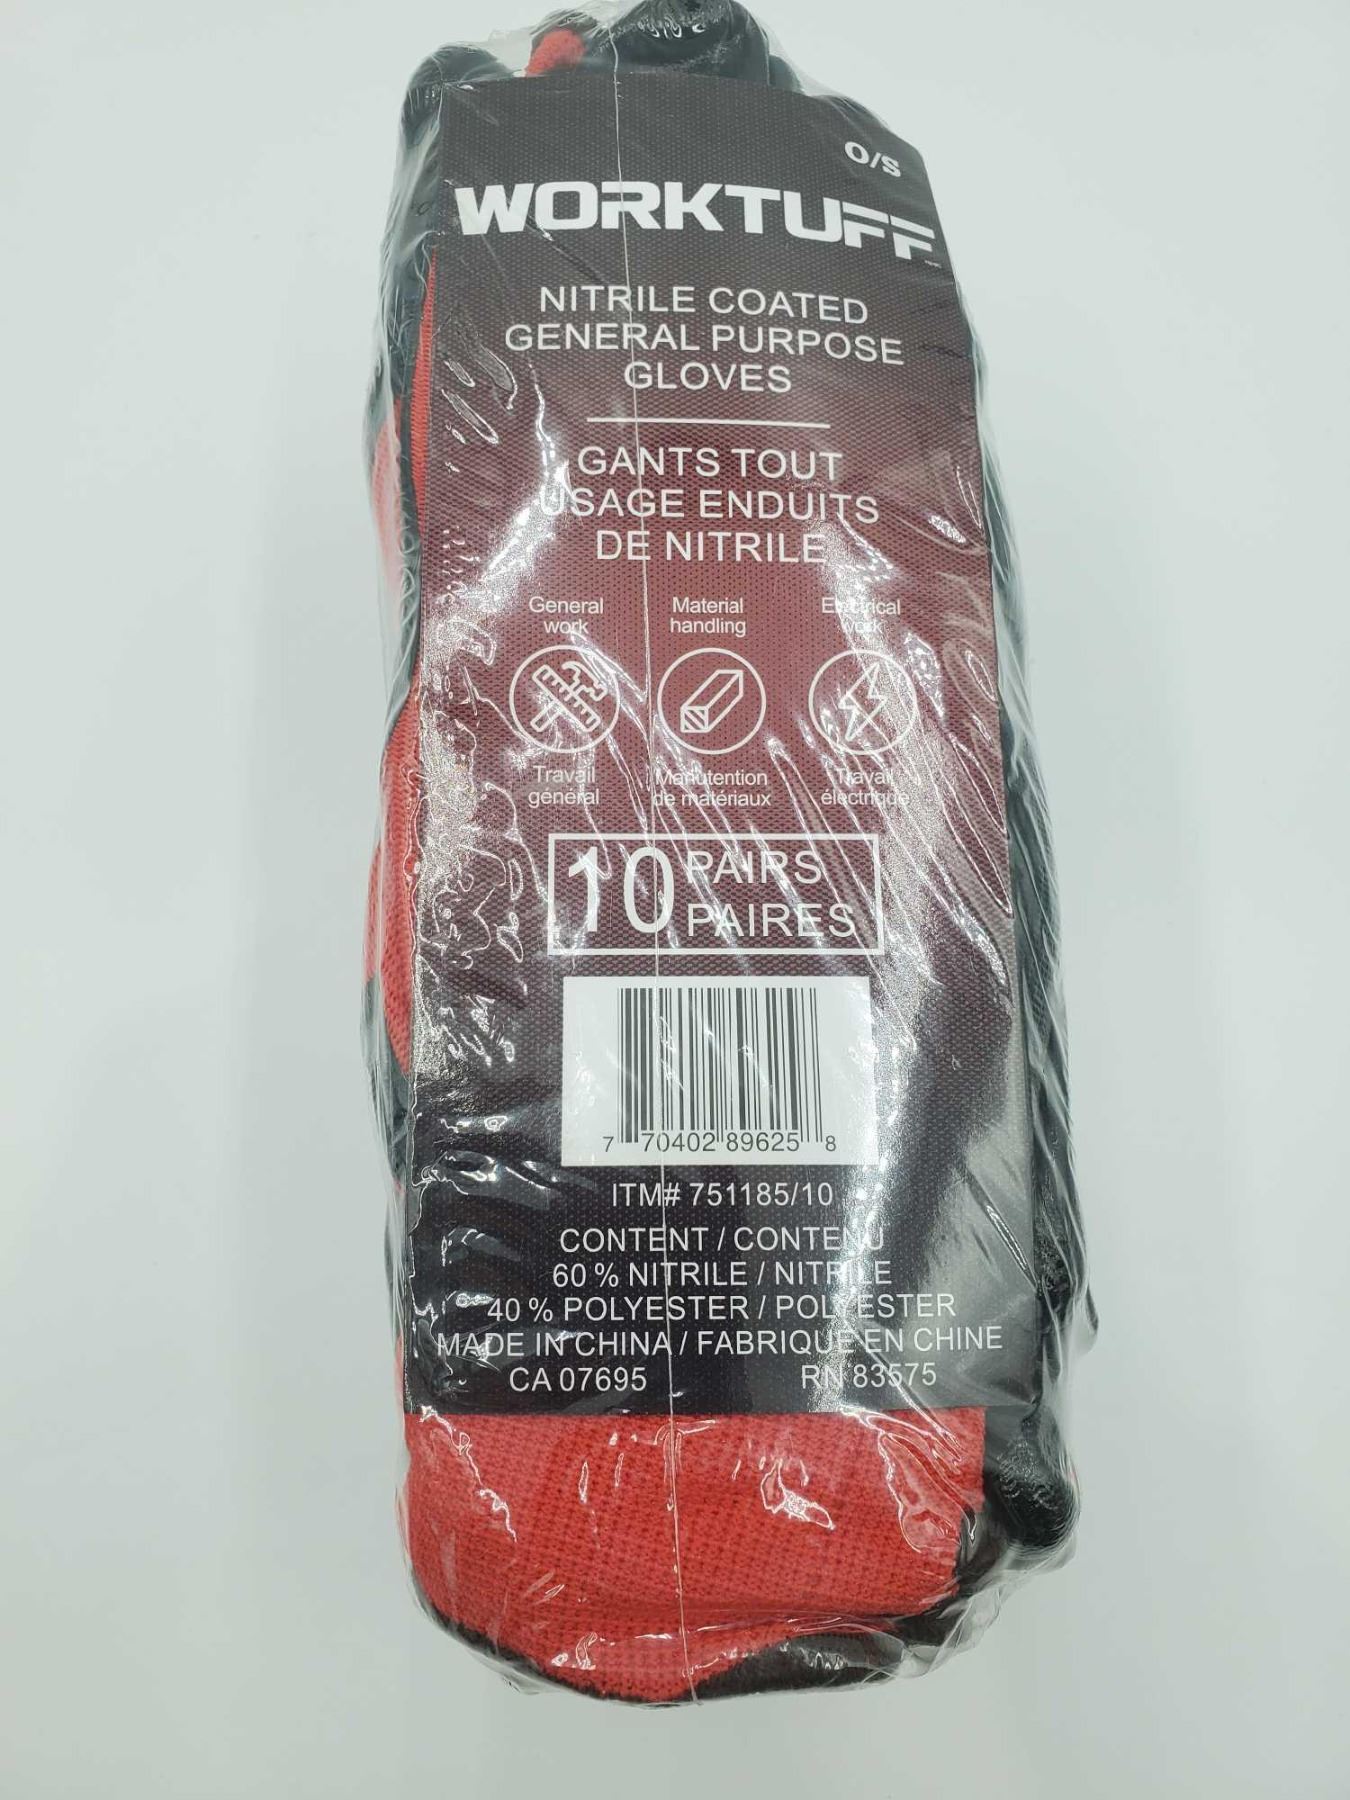 O/S
WORKTUFF
NITRILE COATED
GENERAL PURPOSE
GLOVES
GANTS TOUT
USAGE ENDUITS
DE NITRILE
General
work
Material
handling
Electrical
work
Travail
général
Manutention
de matériaux
Travail
électrique
10 PAIRS
PAIRES
7 70402 89625 8
ITM# 751185/10
CONTENT / CONTENU
60 % NITRILE / NITRILE
40 % POLYESTER / POLYESTER
MADE IN CHINA / FABRIQUE EN CHINE
CA 07695 RN 83575